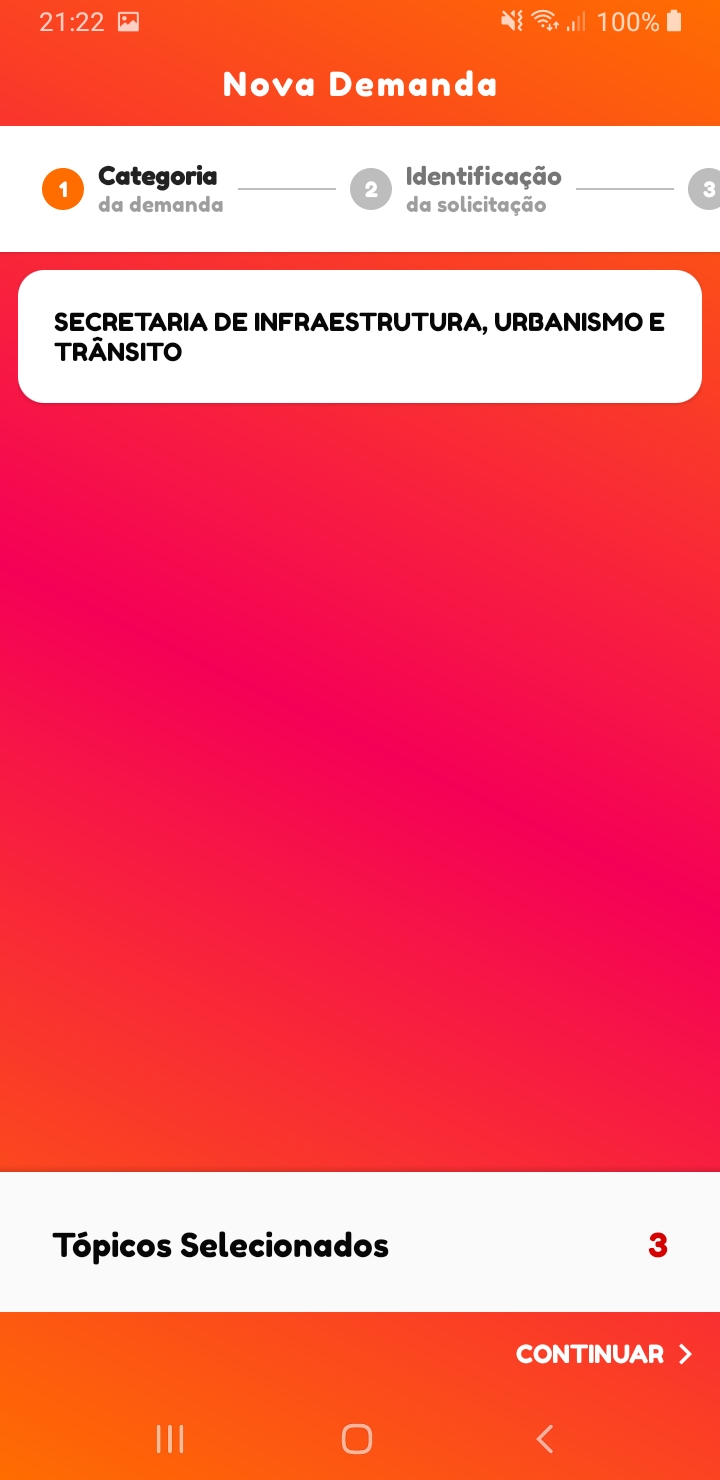 21:22
100%
Nova Demanda
1
Categoria
da demanda
2
Identificação
da solicitação
3
SECRETARIA DE INFRAESTRUTURA, URBANISMO E
TRÂNSITO
Tópicos Selecionados
3
CONTINUAR